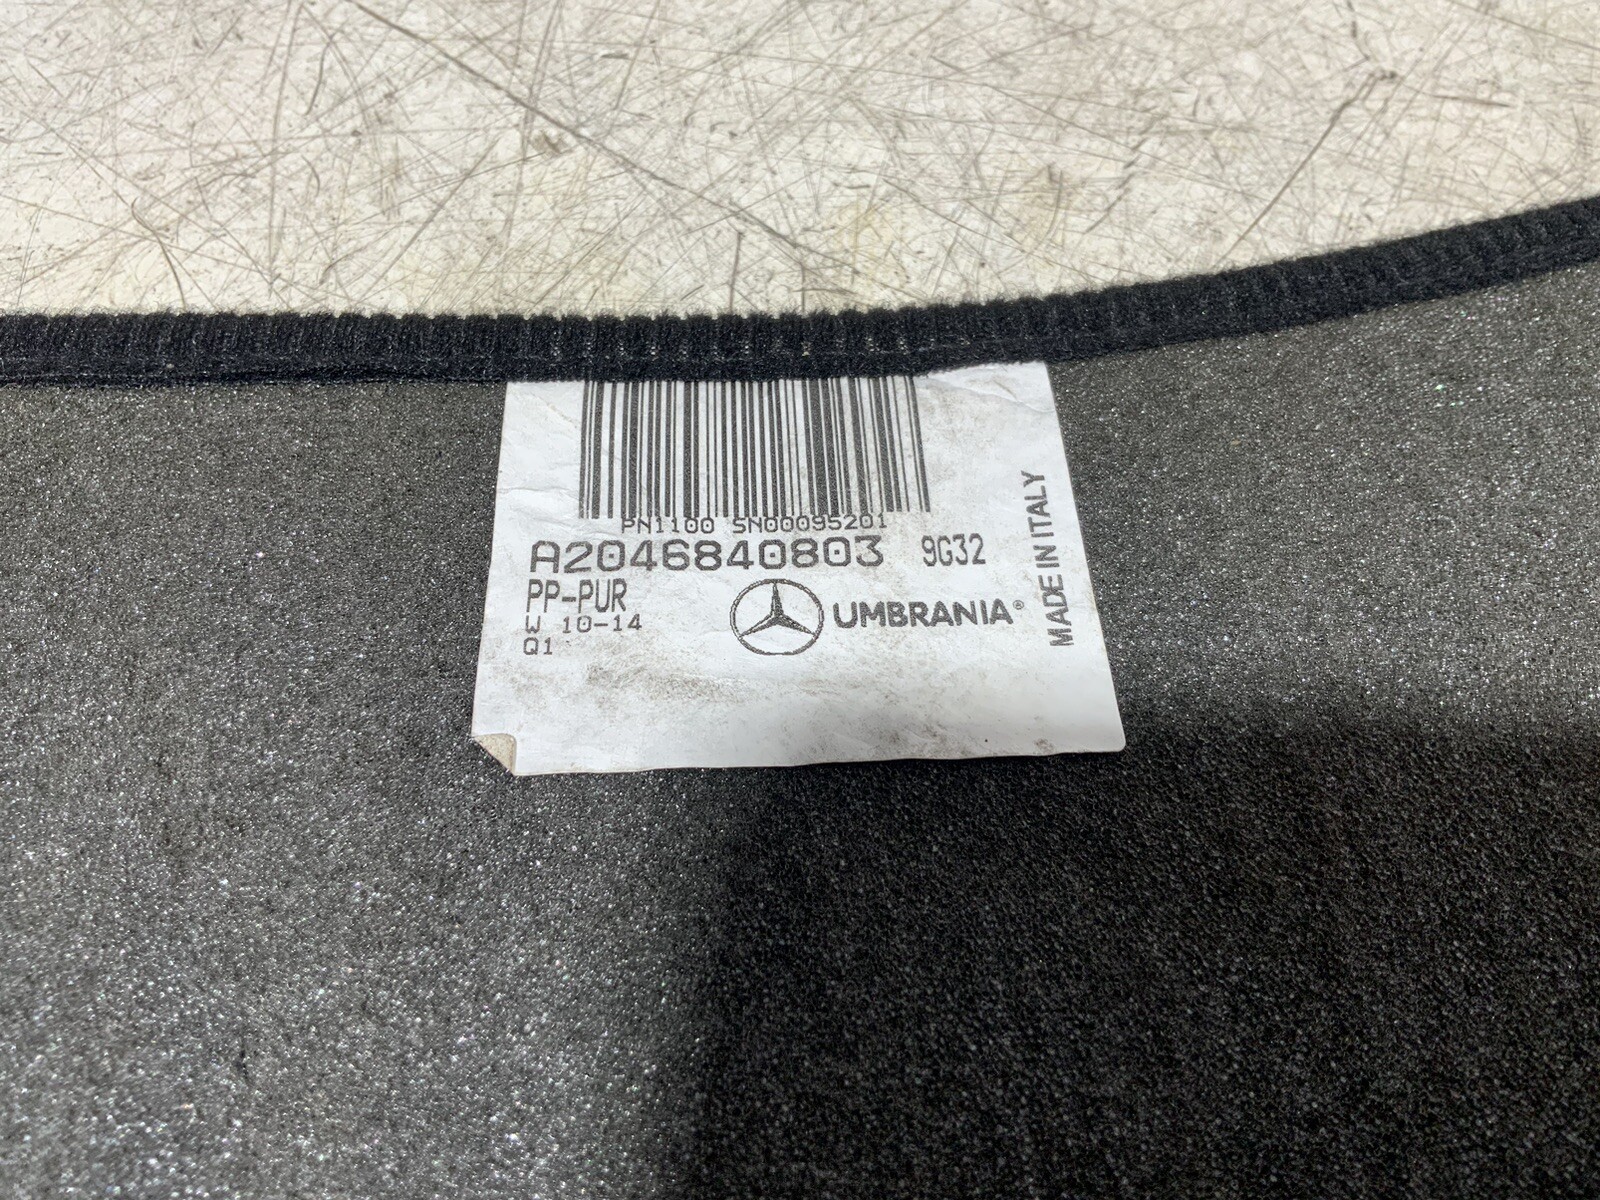 PN1100 SN00095201
A2046840803 9G32
PP-PUR
W 10-14
Q1
UMBRANIA®
MADE IN ITALY